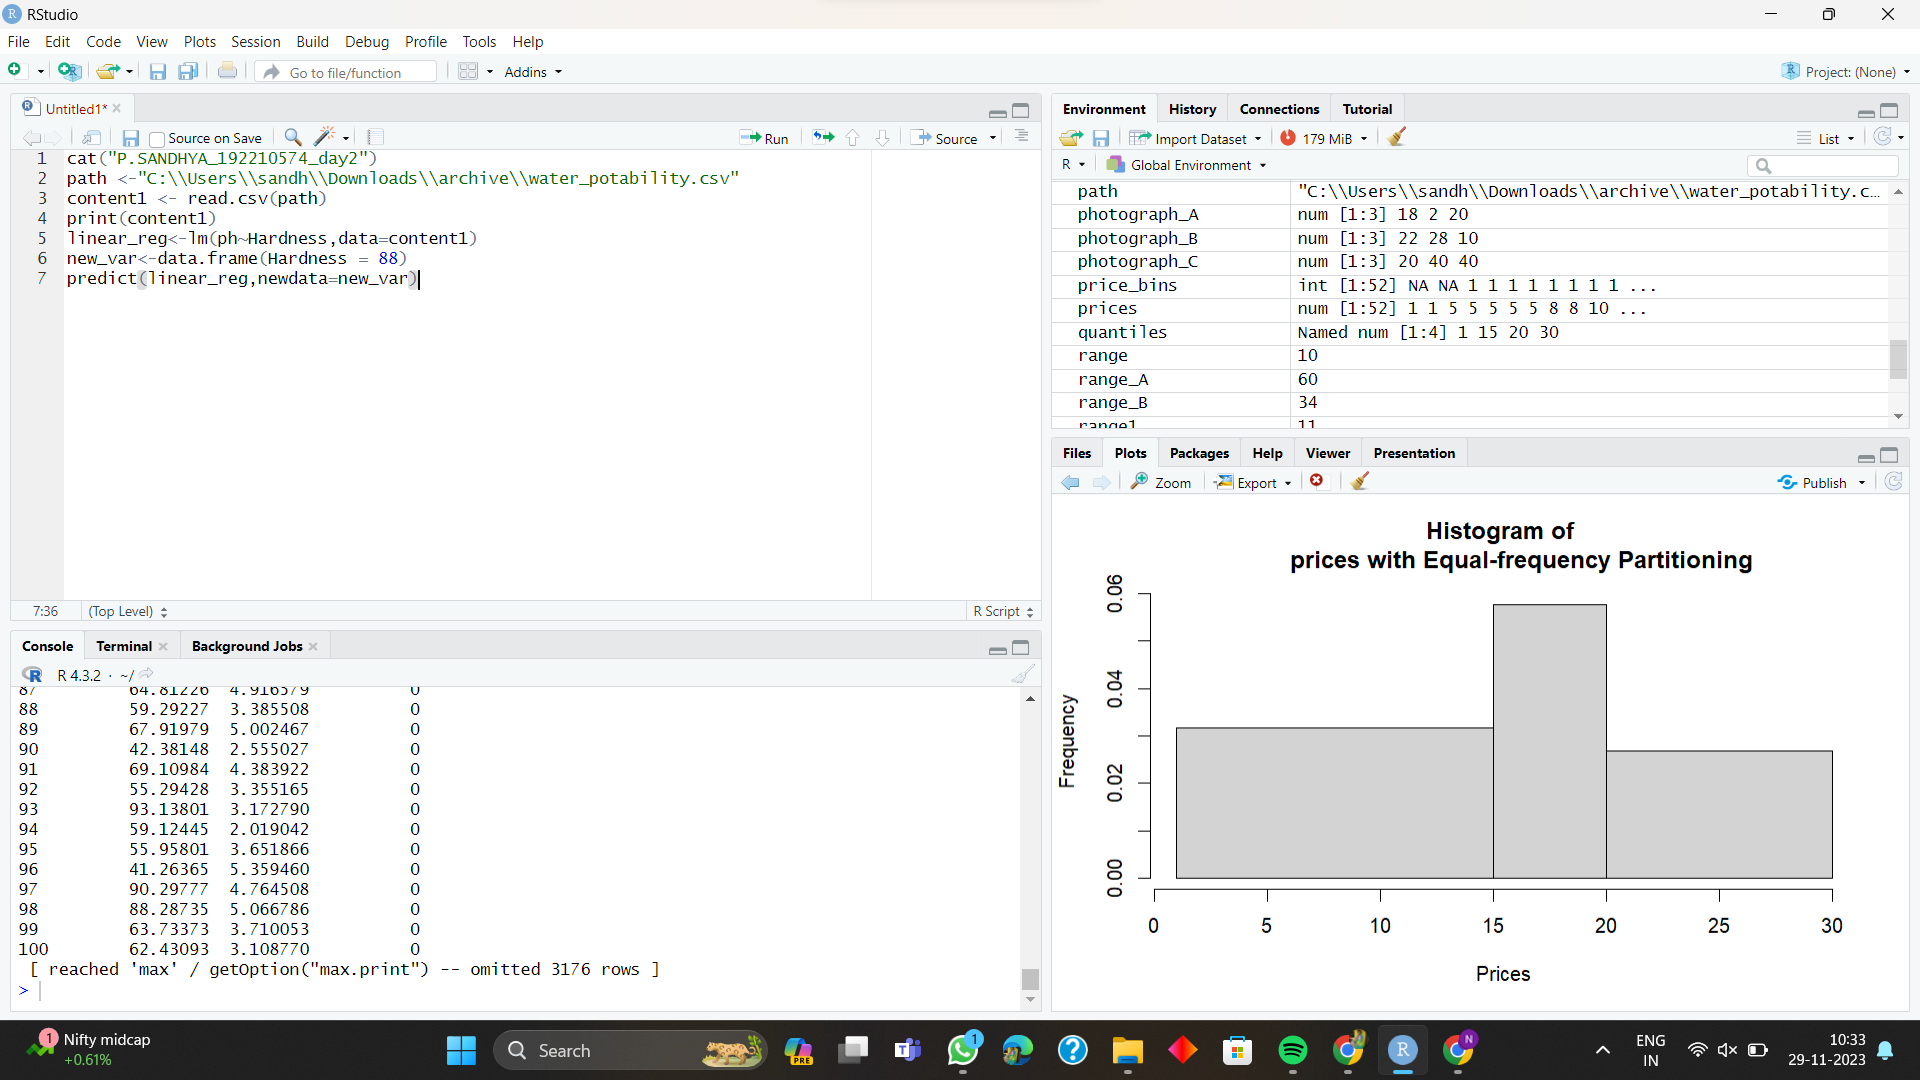 RStudio
File Edit Code View Plots Session Build Debug Profile Tools Help
Go to file/function Addins Project: (None)
Untitled1*
Source on Save Run Source
1 cat("P.SANDHYA_192210574_day2")
2 path <-"C:\\Users\\sandh\\Downloads\\archive\\water_potability.csv"
3 content1 <- read.csv(path)
4 print(content1)
5 linear_reg<-lm(ph~Hardness,data=content1)
6 new_var<-data.frame(Hardness = 88)
7 predict(linear_reg,newdata=new_var)
7:36 (Top Level) R Script
Console Terminal Background Jobs
R 4.3.2 · ~/
87 64.81226 4.916579 0
88 59.29227 3.385508 0
89 67.91979 5.002467 0
90 42.38148 2.555027 0
91 69.10984 4.383922 0
92 55.29428 3.355165 0
93 93.13801 3.172790 0
94 59.12445 2.019042 0
95 55.95801 3.651866 0
96 41.26365 5.359460 0
97 90.29777 4.764508 0
98 88.28735 5.066786 0
99 63.73373 3.710053 0
100 62.43093 3.108770 0
[ reached 'max' / getOption("max.print") -- omitted 3176 rows ]
>
Environment History Connections Tutorial
Import Dataset 179 MiB List
R Global Environment
path "C:\\Users\\sandh\\Downloads\\archive\\water_potability.c...
photograph_A num [1:3] 18 2 20
photograph_B num [1:3] 22 28 10
photograph_C num [1:3] 20 40 40
price_bins int [1:52] NA NA 1 1 1 1 1 1 1 1 ...
prices num [1:52] 1 1 5 5 5 5 5 8 8 10 ...
quantiles Named num [1:4] 1 15 20 30
range 10
range_A 60
range_B 34
range1 11
Files Plots Packages Help Viewer Presentation
Zoom Export Publish
Histogram of
prices with Equal-frequency Partitioning
Frequency
0.06
0.04
0.02
0.00
0 5 10 15 20 25 30
Prices
1 Nifty midcap
+0.61%
Search
PRE
1
N
ENG
IN
10:33
29-11-2023